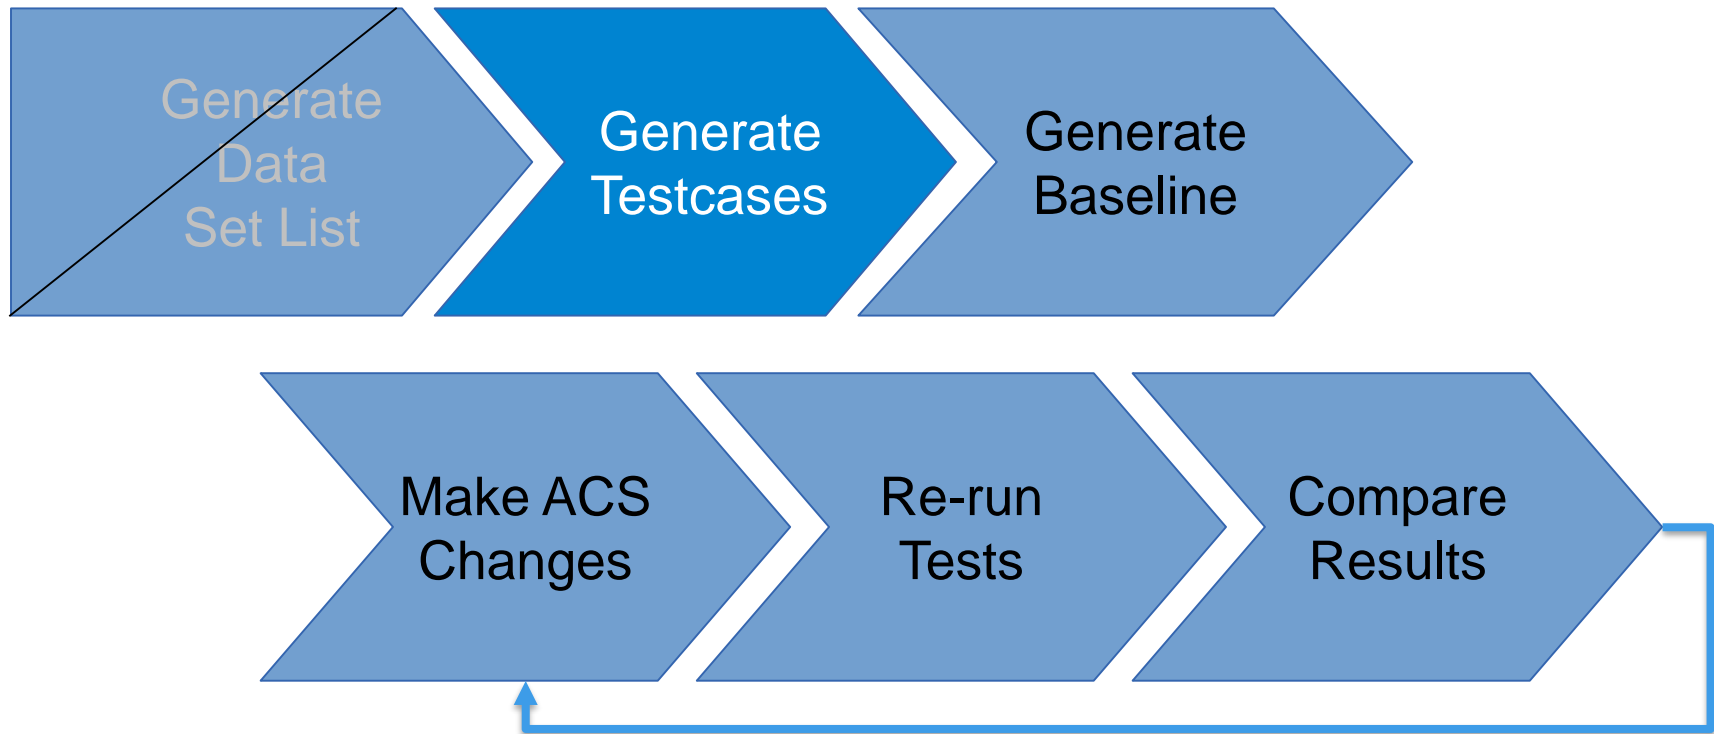 Generate
Data
Set List
Generate
Testcases
Generate
Baseline
Make ACS
Changes
Re-run
Tests
Compare
Results